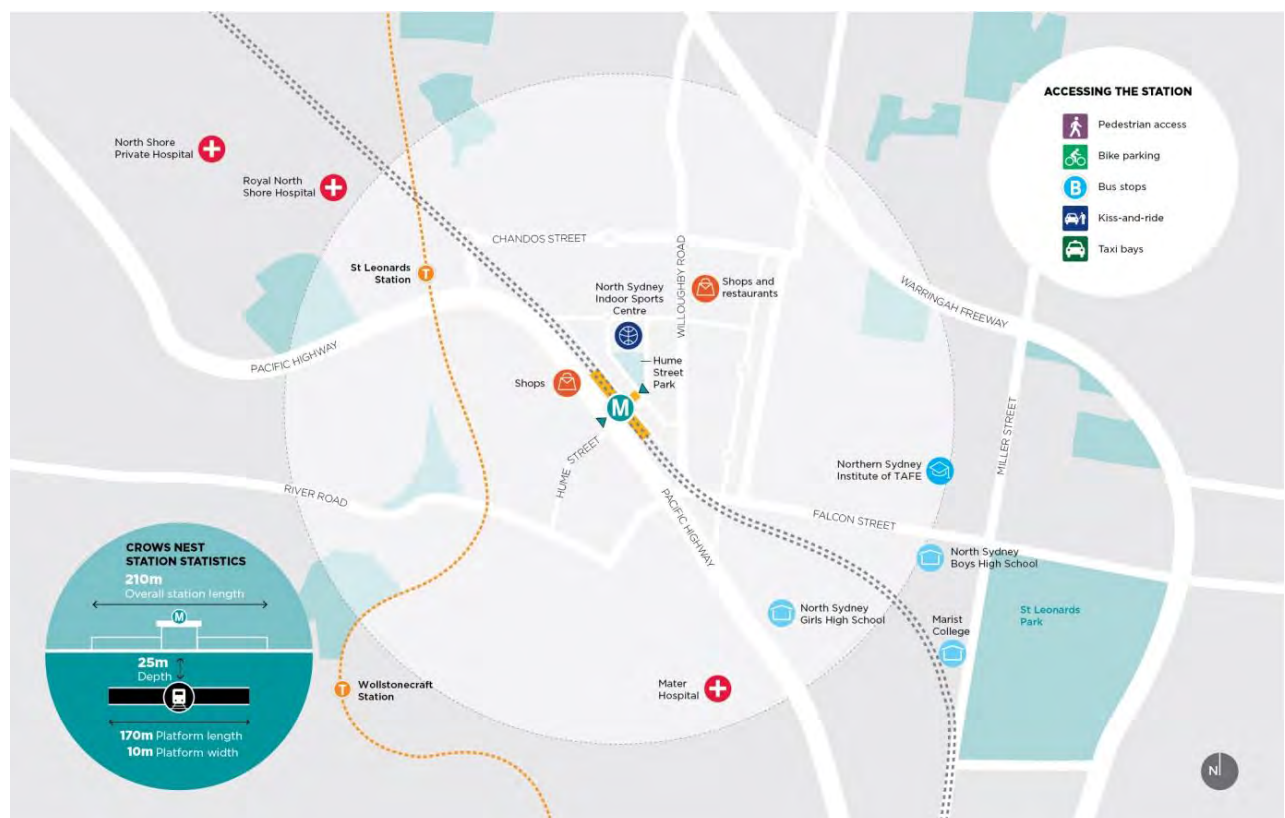 ACCESSING THE STATION
Pedestrian access
Bike parking
B
Bus stops
Kiss-and-ride
Taxi bays
North Shore
Private Hospital
Royal North
Shore Hospital
CHANDOS STREET
St Leonards
Station
T
North Sydney
Indoor Sports
Centre
WILLOUGHBY ROAD
Shops and
restaurants
WARRINGAH FREEWAY
PACIFIC HIGHWAY
Shops
Hume
Street
Park
M
HUME STREET
MILLER STREET
Northern Sydney
Institute of TAFE
RIVER ROAD
PACIFIC HIGHWAY
FALCON STREET
North Sydney
Boys High School
North Sydney
Girls High School
Marist
College
St Leonards
Park
Mater
Hospital
T
Wollstonecraft
Station
CROWS NEST
STATION STATISTICS
210m
Overall station length
M
25m
Depth
170m Platform length
10m Platform width
N